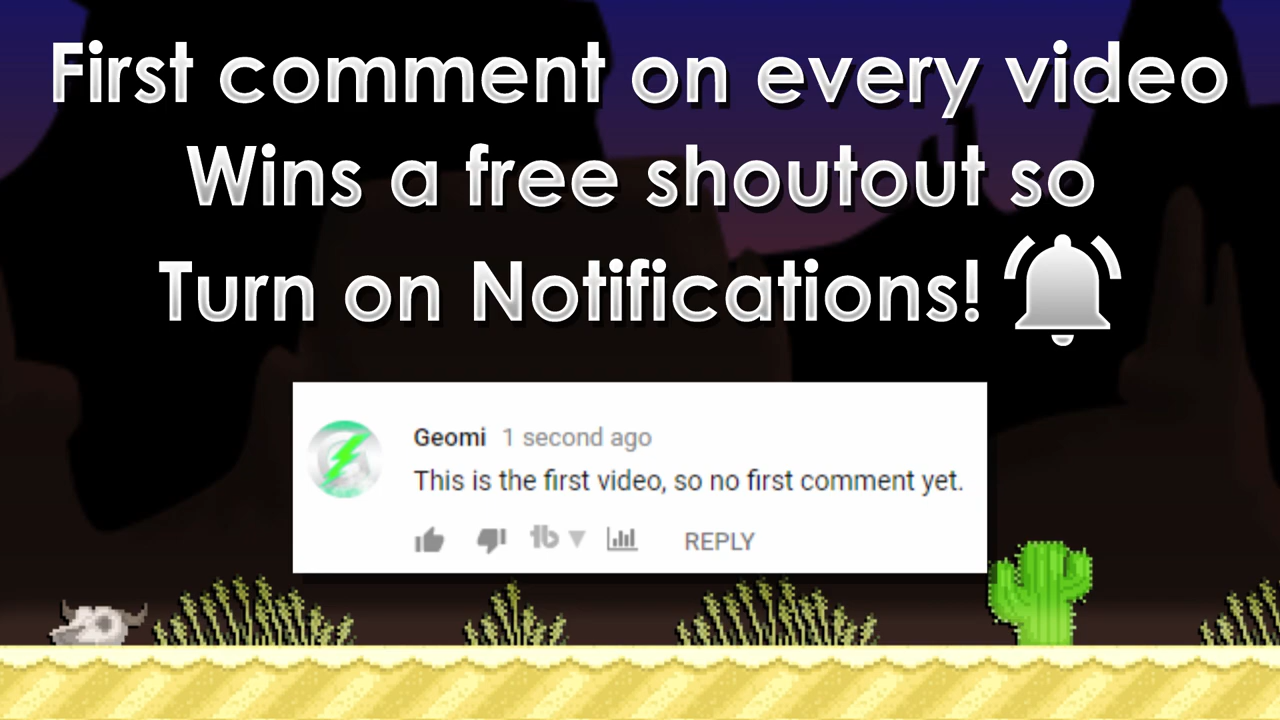 First comment on every video
Wins a free shoutout so
Turn on Notifications!
Geomi 1 second ago
This is the first video, so no first comment yet.
REPLY